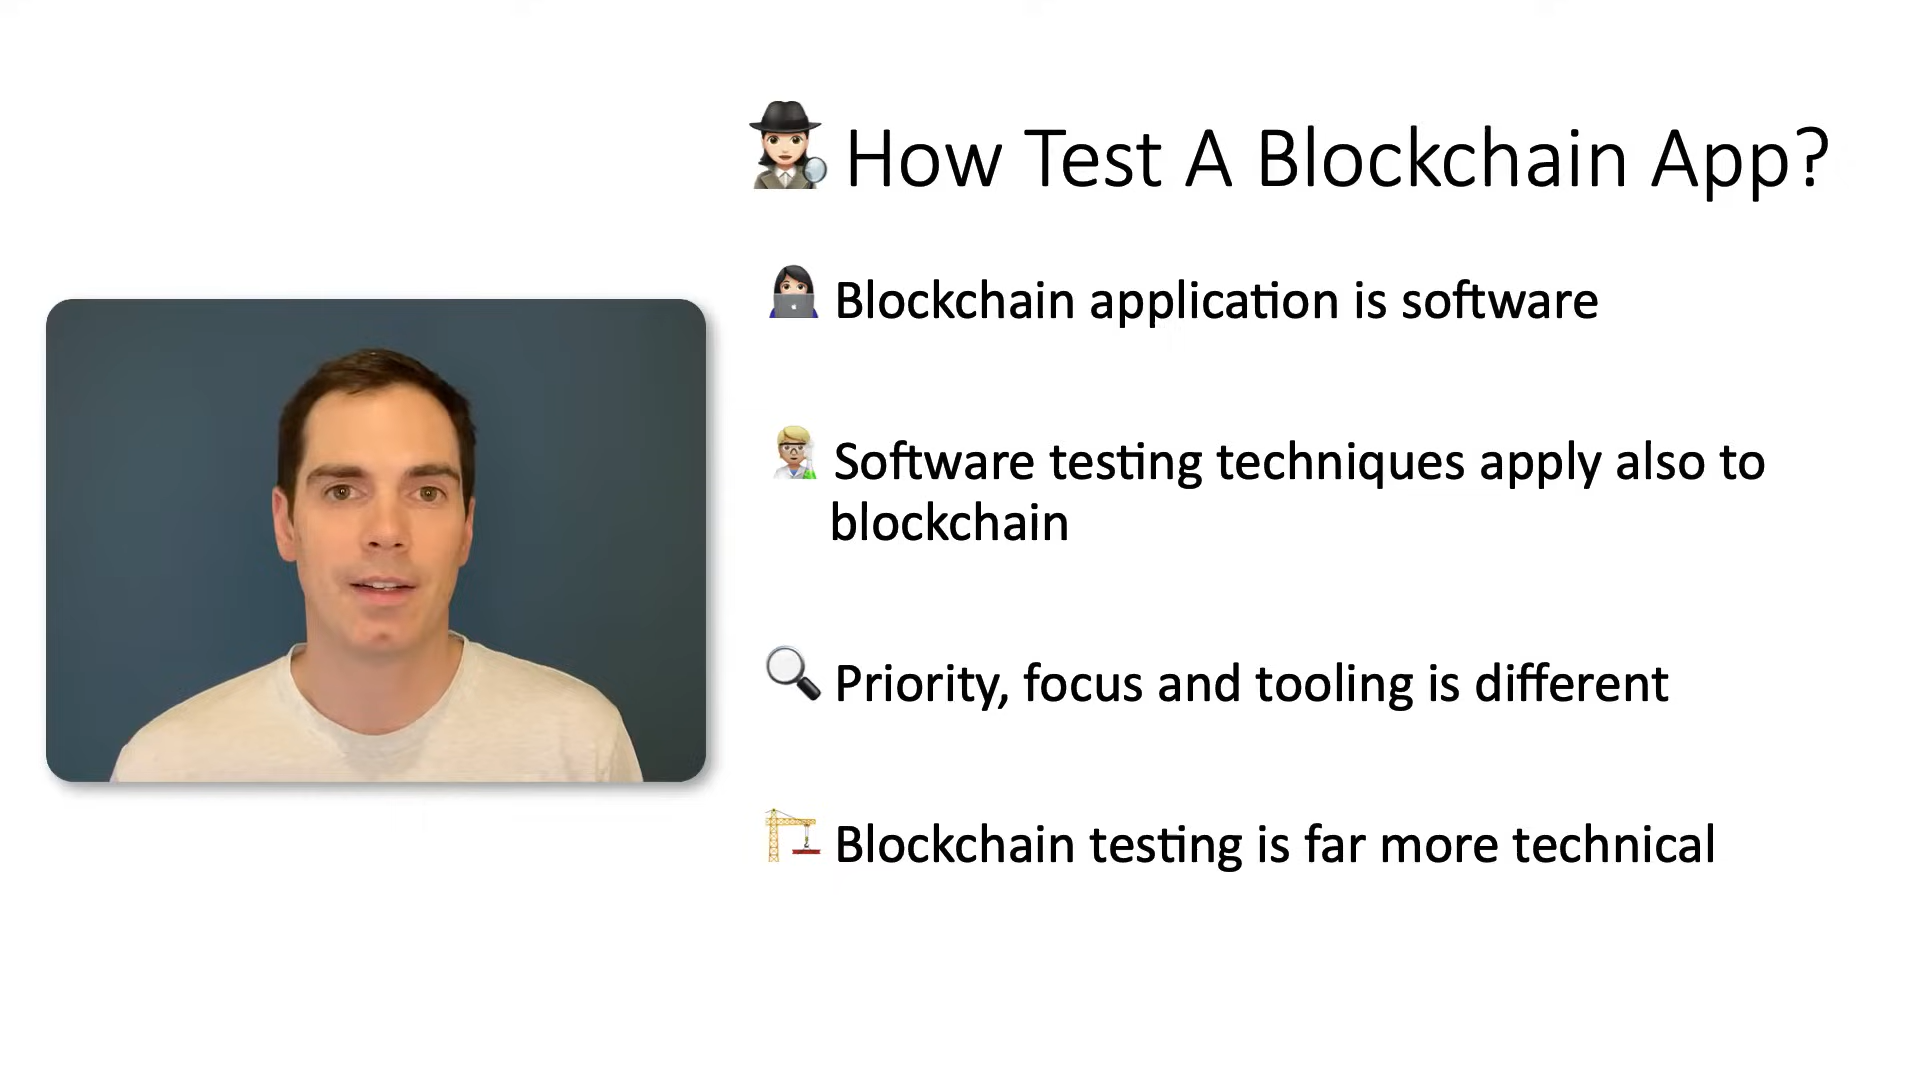 How Test A Blockchain App?
Blockchain application is software
Software testing techniques apply also to
blockchain
Priority, focus and tooling is different
Blockchain testing is far more technical